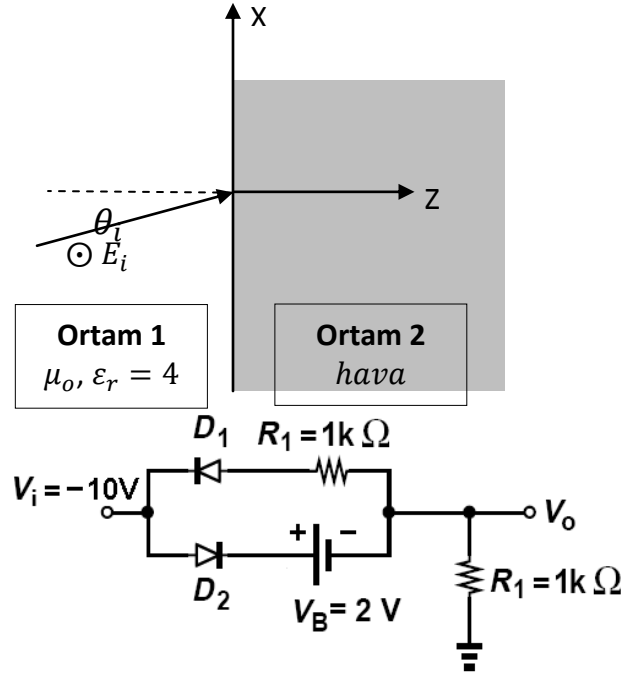 X
Z
θᵢ
⊙ Eᵢ
Ortam 1
μₒ, εᵣ = 4
Ortam 2
hava
D₁
R₁ = 1k Ω
Vᵢ = −10V
+ −
Vₒ
D₂
V_B = 2 V
R₁ = 1k Ω